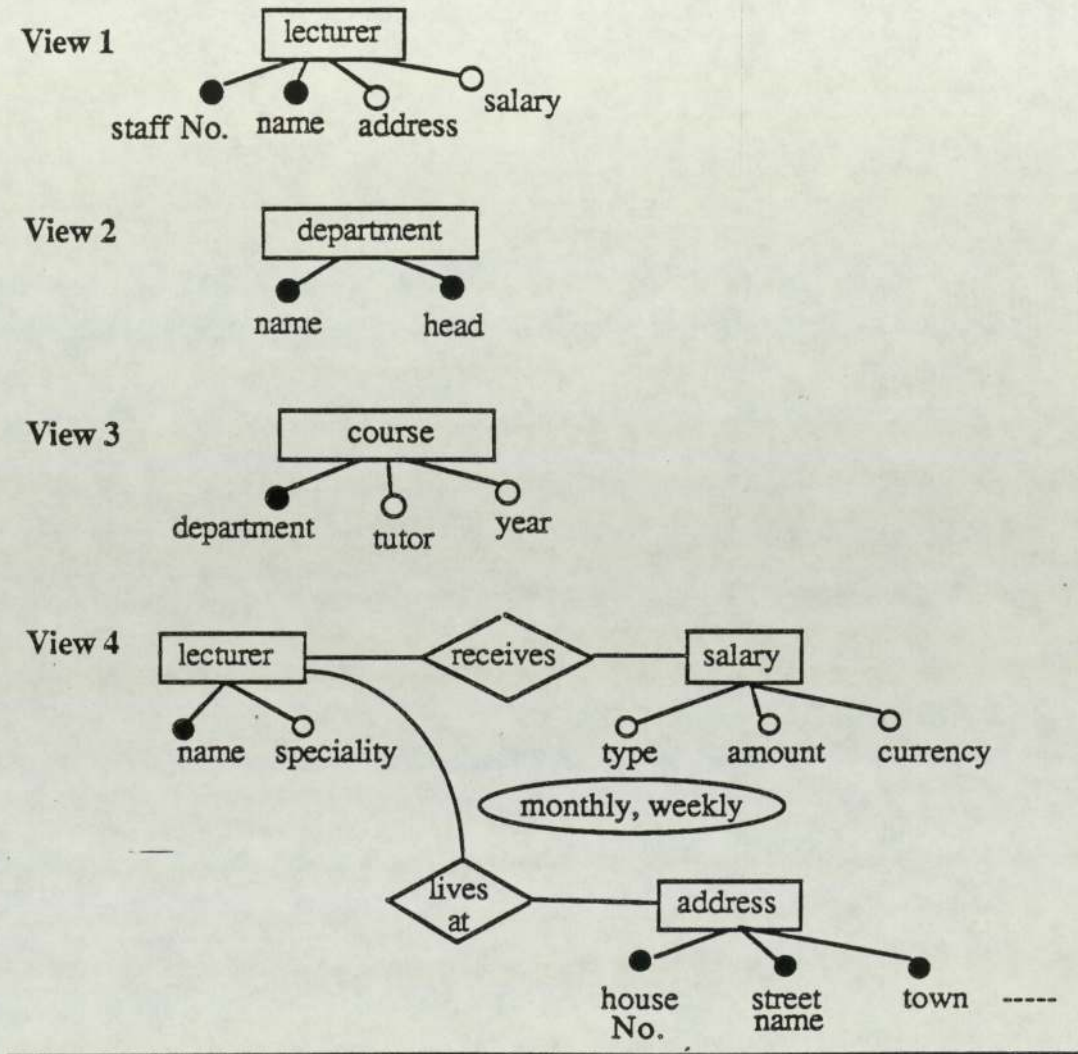 View 1
lecturer
staff No. name address salary
View 2
department
name head
View 3
course
department tutor year
View 4
lecturer receives salary
name speciality type amount currency
monthly, weekly
lives
at
address
house
No.
street
name
town -----